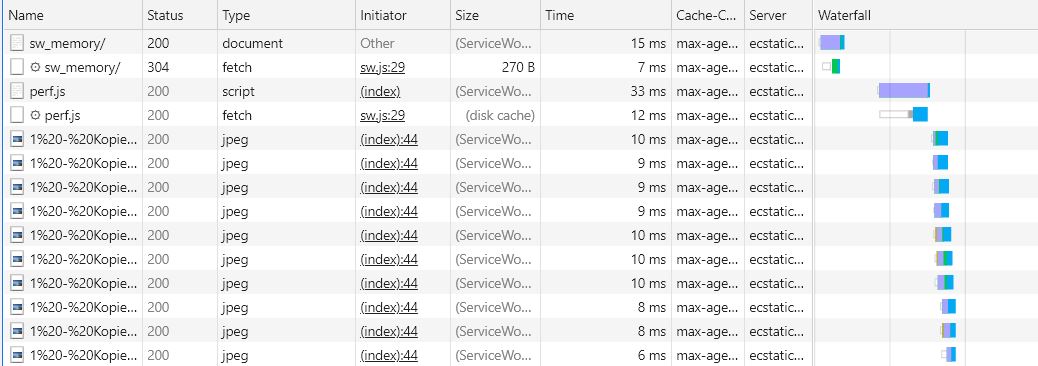 Name Status Type Initiator Size Time Cache-C... Server Waterfall
sw_memory/ 200 document Other (ServiceWo... 15 ms max-age... ecstatic...
sw_memory/ 304 fetch sw.js:29 270 B 7 ms max-age... ecstatic...
perf.js 200 script (index) (ServiceWo... 33 ms max-age... ecstatic...
perf.js 200 fetch sw.js:29 (disk cache) 12 ms max-age... ecstatic...
1%20-%20Kopie... 200 jpeg (index):44 (ServiceWo... 10 ms max-age... ecstatic...
1%20-%20Kopie... 200 jpeg (index):44 (ServiceWo... 9 ms max-age... ecstatic...
1%20-%20Kopie... 200 jpeg (index):44 (ServiceWo... 9 ms max-age... ecstatic...
1%20-%20Kopie... 200 jpeg (index):44 (ServiceWo... 9 ms max-age... ecstatic...
1%20-%20Kopie... 200 jpeg (index):44 (ServiceWo... 10 ms max-age... ecstatic...
1%20-%20Kopie... 200 jpeg (index):44 (ServiceWo... 10 ms max-age... ecstatic...
1%20-%20Kopie... 200 jpeg (index):44 (ServiceWo... 10 ms max-age... ecstatic...
1%20-%20Kopie... 200 jpeg (index):44 (ServiceWo... 8 ms max-age... ecstatic...
1%20-%20Kopie... 200 jpeg (index):44 (ServiceWo... 8 ms max-age... ecstatic...
1%20-%20Kopie... 200 jpeg (index):44 (ServiceWo... 6 ms max-age... ecstatic...